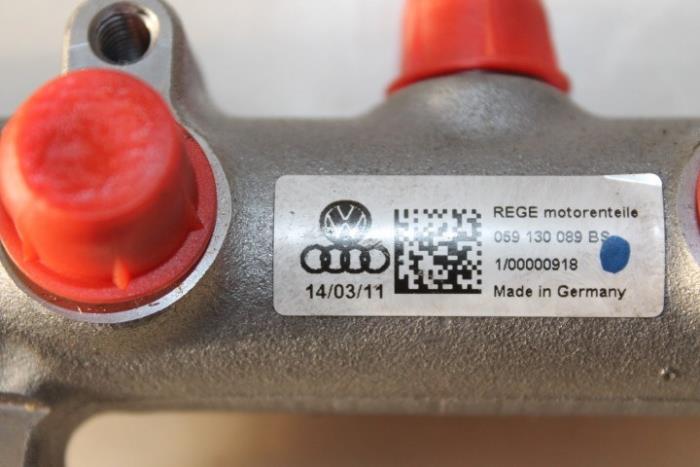 REGE motorenteile
059 130 089 BS
1/00000918
14/03/11
Made in Germany